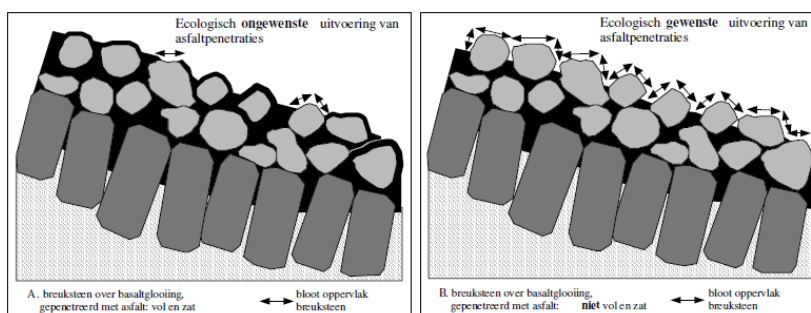 Ecologisch ongewenste uitvoering van
asfaltpenetraties
A. breuksteen over basaltglooiing,
gepenetreerd met asfalt: vol en zat
bloot oppervlak
breuksteen
Ecologisch gewenste uitvoering van
asfaltpenetraties
B. breuksteen over basaltglooiing,
gepenetreerd met asfalt: niet vol en zat
bloot oppervlak
breuksteen